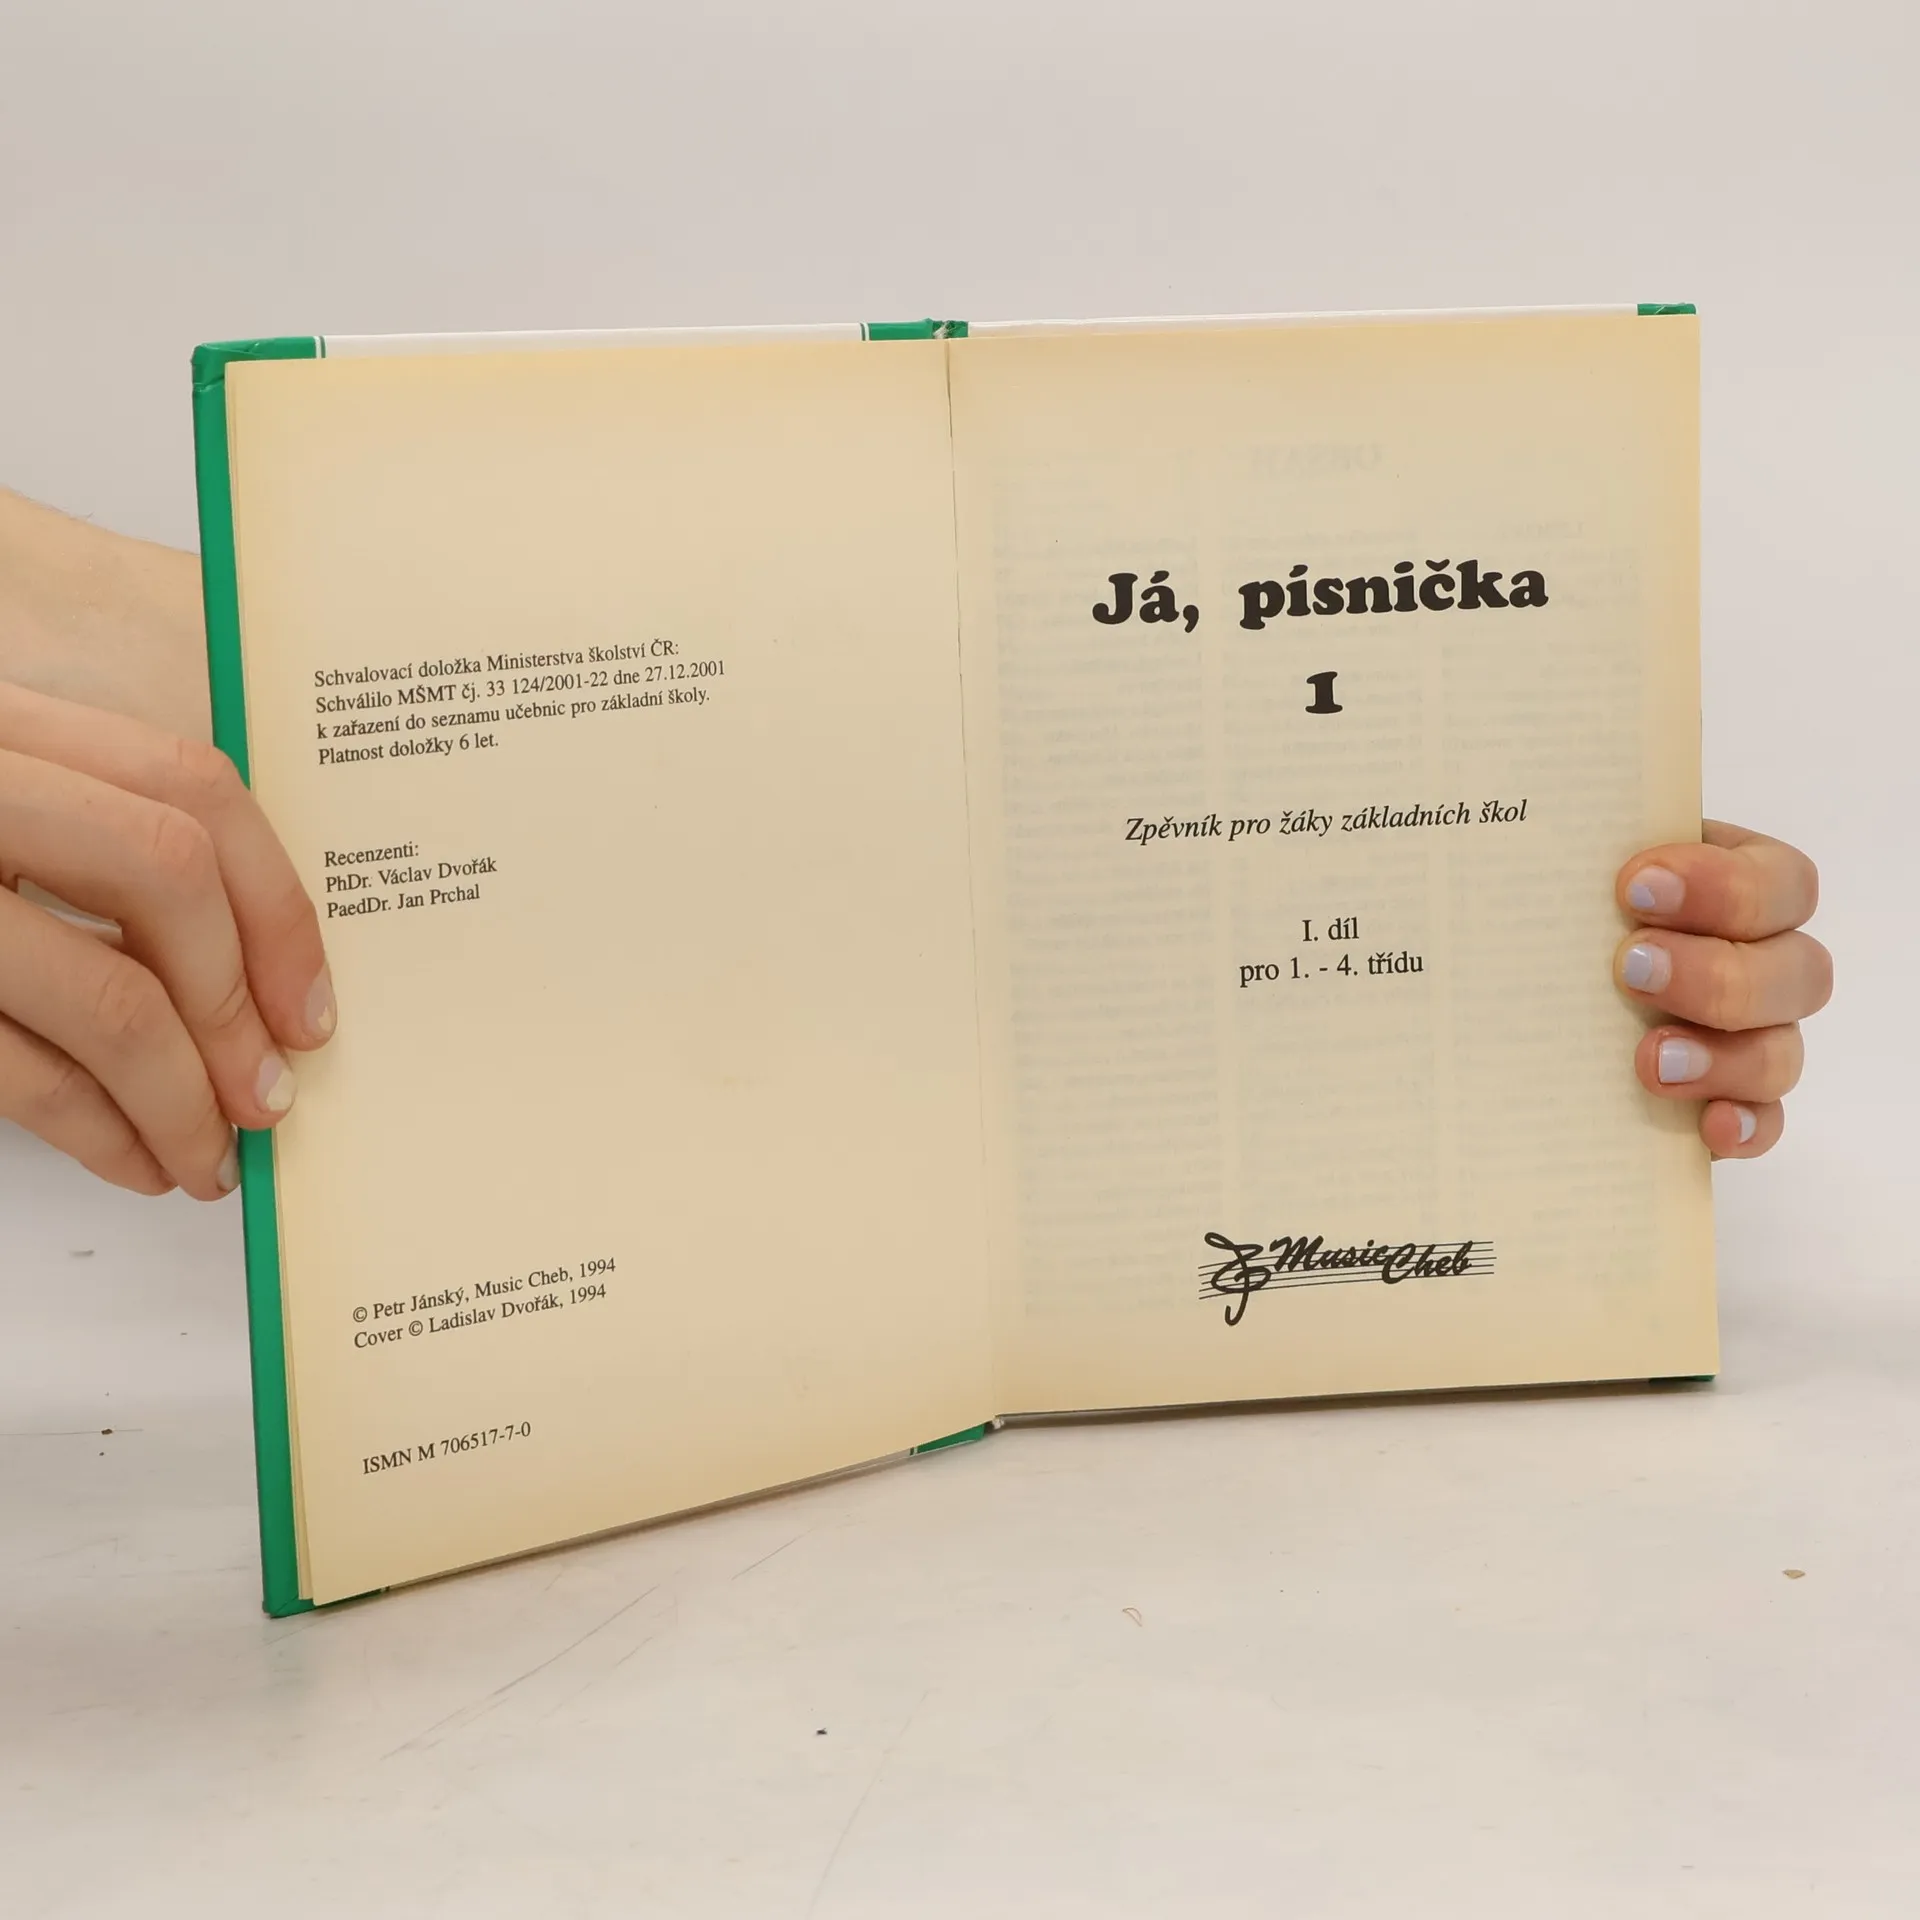 Schvalovací doložka Ministerstva školství ČR:
Schválilo MŠMT čj. 33 124/2001-22 dne 27.12.2001
k zařazení do seznamu učebnic pro základní školy.
Platnost doložky 6 let.
Recenzenti:
PhDr. Václav Dvořák
PaedDr. Jan Prchal
© Petr Jánský, Music Cheb, 1994
Cover © Ladislav Dvořák, 1994
ISMN M 706517-7-0
Já, písnička
1
Zpěvník pro žáky základních škol
I. díl
pro 1. - 4. třídu
Music Cheb